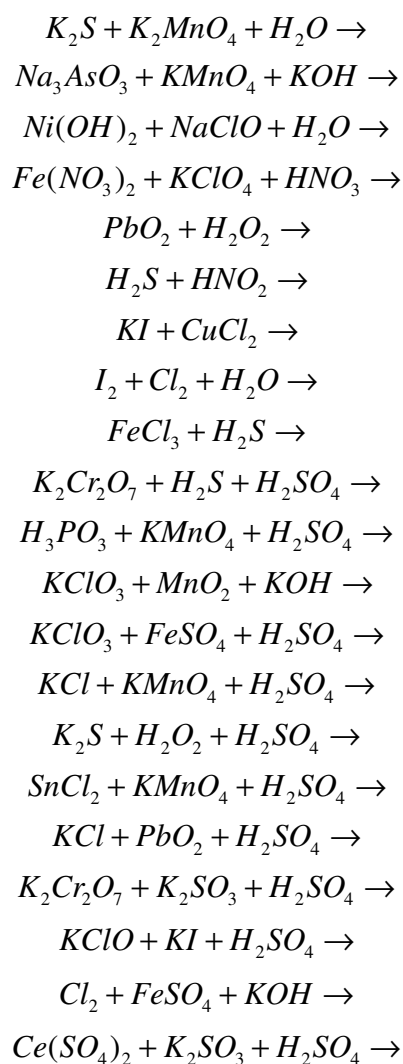 K₂S + K₂MnO₄ + H₂O →
Na₃AsO₃ + KMnO₄ + KOH →
Ni(OH)₂ + NaClO + H₂O →
Fe(NO₃)₂ + KClO₄ + HNO₃ →
PbO₂ + H₂O₂ →
H₂S + HNO₂ →
KI + CuCl₂ →
I₂ + Cl₂ + H₂O →
FeCl₃ + H₂S →
K₂Cr₂O₇ + H₂S + H₂SO₄ →
H₃PO₃ + KMnO₄ + H₂SO₄ →
KClO₃ + MnO₂ + KOH →
KClO₃ + FeSO₄ + H₂SO₄ →
KCl + KMnO₄ + H₂SO₄ →
K₂S + H₂O₂ + H₂SO₄ →
SnCl₂ + KMnO₄ + H₂SO₄ →
KCl + PbO₂ + H₂SO₄ →
K₂Cr₂O₇ + K₂SO₃ + H₂SO₄ →
KClO + KI + H₂SO₄ →
Cl₂ + FeSO₄ + KOH →
Ce(SO₄)₂ + K₂SO₃ + H₂SO₄ →